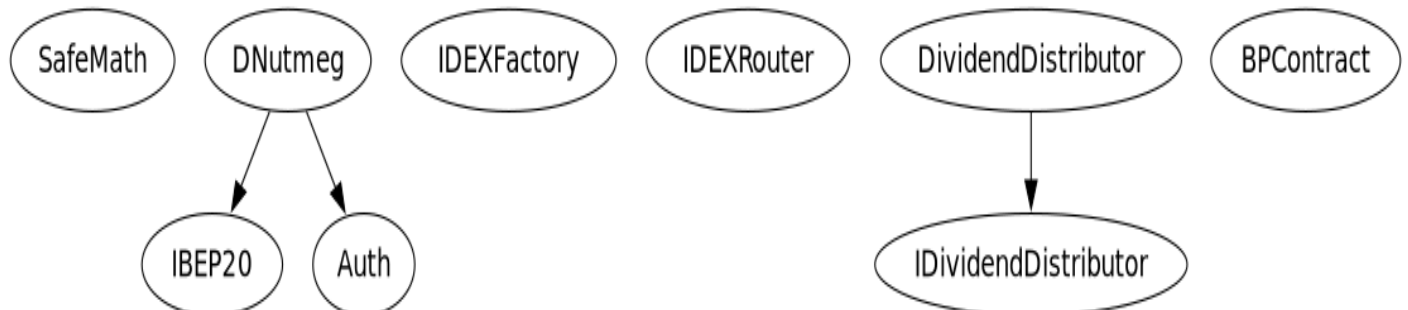 SafeMath DNutmeg IDEXFactory IDEXRouter DividendDistributor BPContract
IBEP20 Auth IDividendDistributor